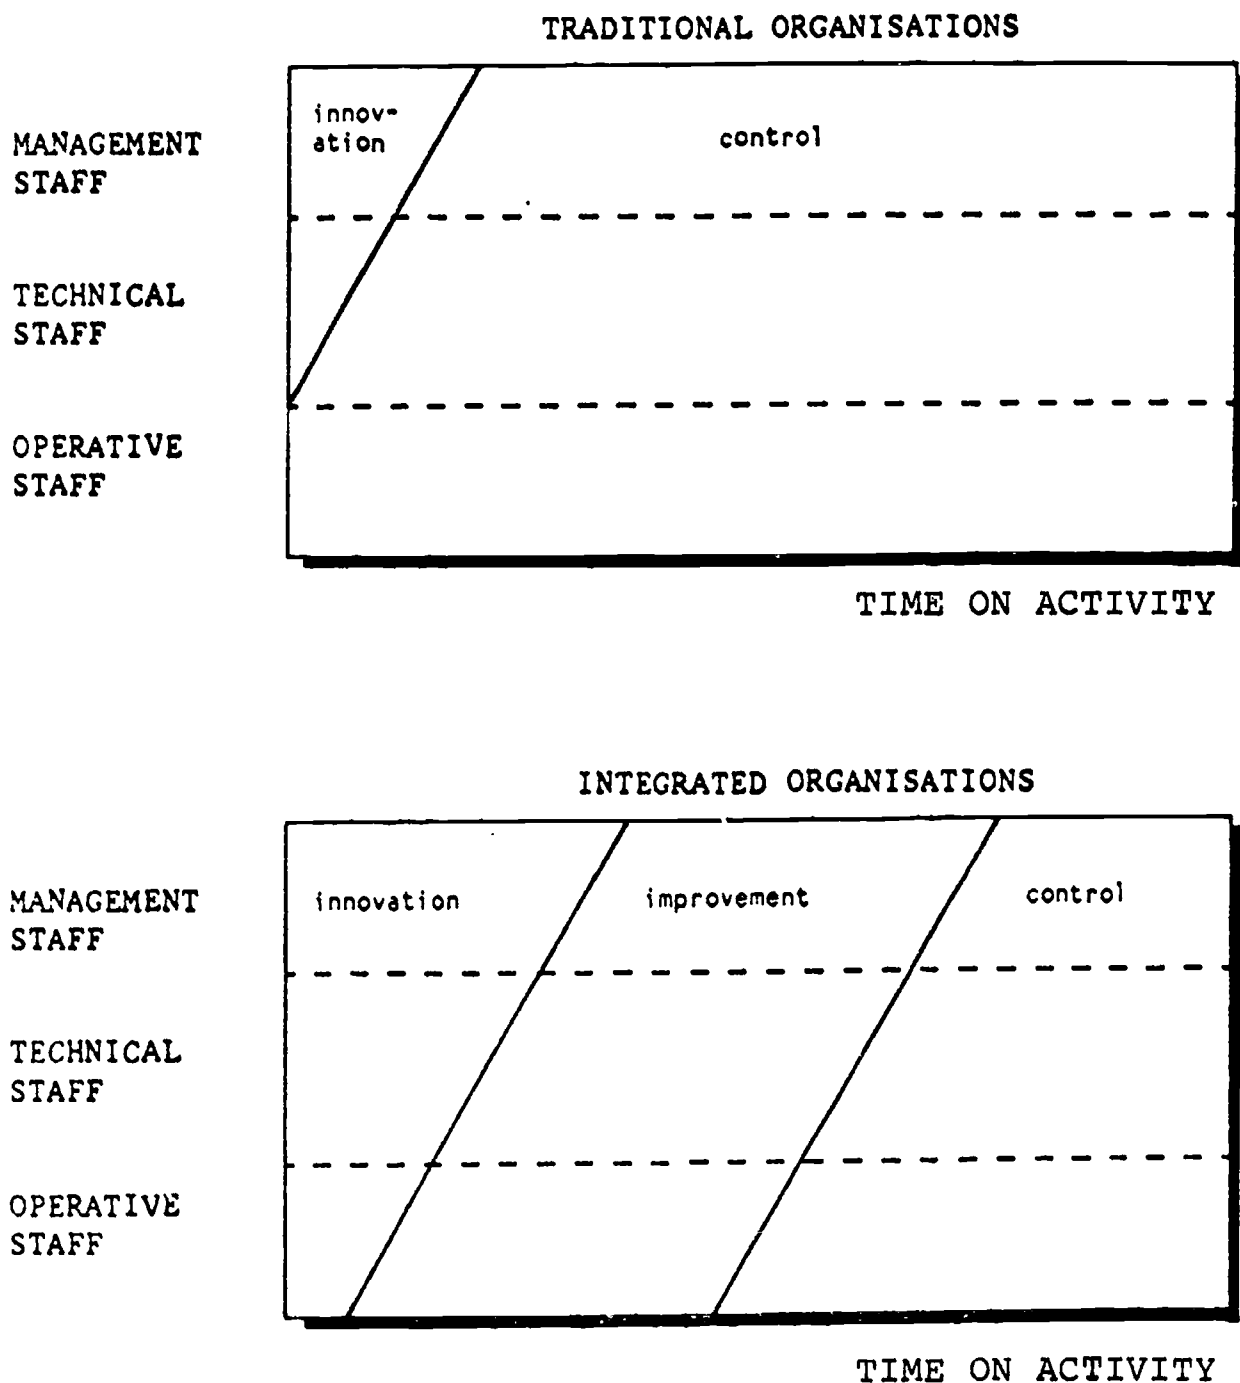 TRADITIONAL ORGANISATIONS
innov-
ation
control
MANAGEMENT
STAFF
TECHNICAL
STAFF
OPERATIVE
STAFF
TIME ON ACTIVITY
INTEGRATED ORGANISATIONS
MANAGEMENT
STAFF
innovation
improvement
control
TECHNICAL
STAFF
OPERATIVE
STAFF
TIME ON ACTIVITY